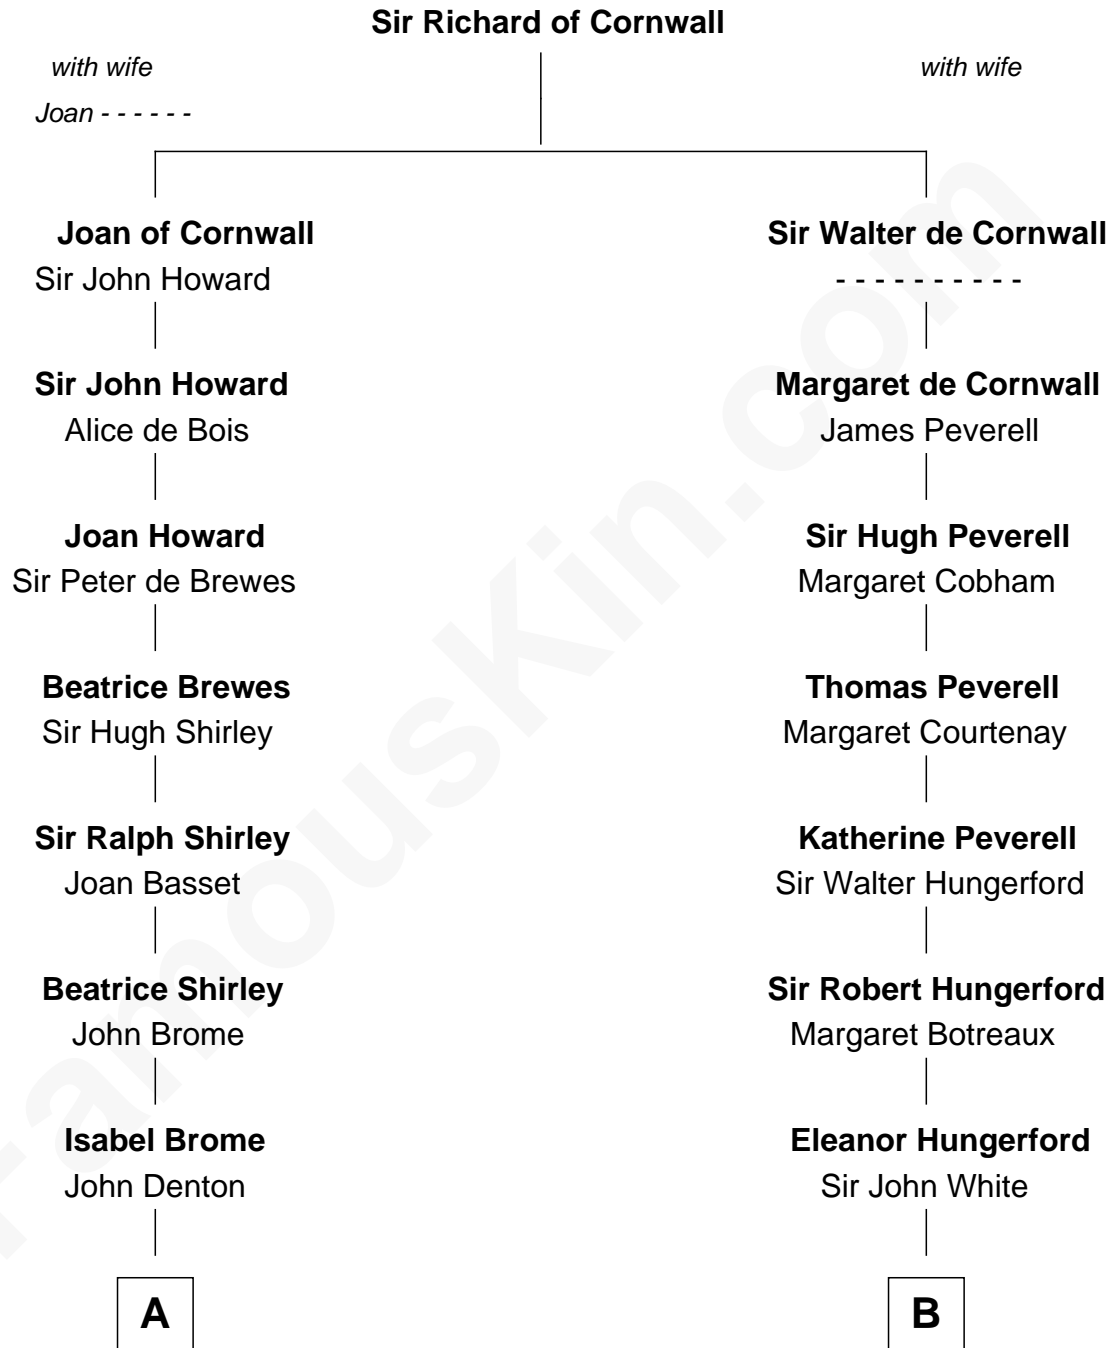 Sir Richard of Cornwall
with wife
with wife
Joan - - - - - -
Joan of Cornwall
Sir Walter de Cornwall
Sir John Howard
- - - - - - - - - -
Sir John Howard
Margaret de Cornwall
Alice de Bois
James Peverell
Joan Howard
Sir Hugh Peverell
Sir Peter de Brewes
Margaret Cobham
Beatrice Brewes
Thomas Peverell
Sir Hugh Shirley
Margaret Courtenay
Sir Ralph Shirley
Katherine Peverell
Joan Basset
Sir Walter Hungerford
Beatrice Shirley
Sir Robert Hungerford
John Brome
Margaret Botreaux
Isabel Brome
Eleanor Hungerford
John Denton
Sir John White
A
B
FamousKin.com